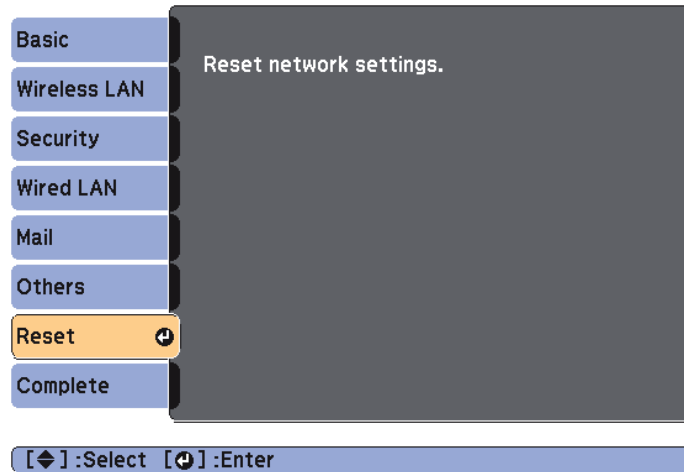 Basic
Wireless LAN
Security
Wired LAN
Mail
Others
Reset
Complete
Reset network settings.
[◆] :Select [↵] :Enter